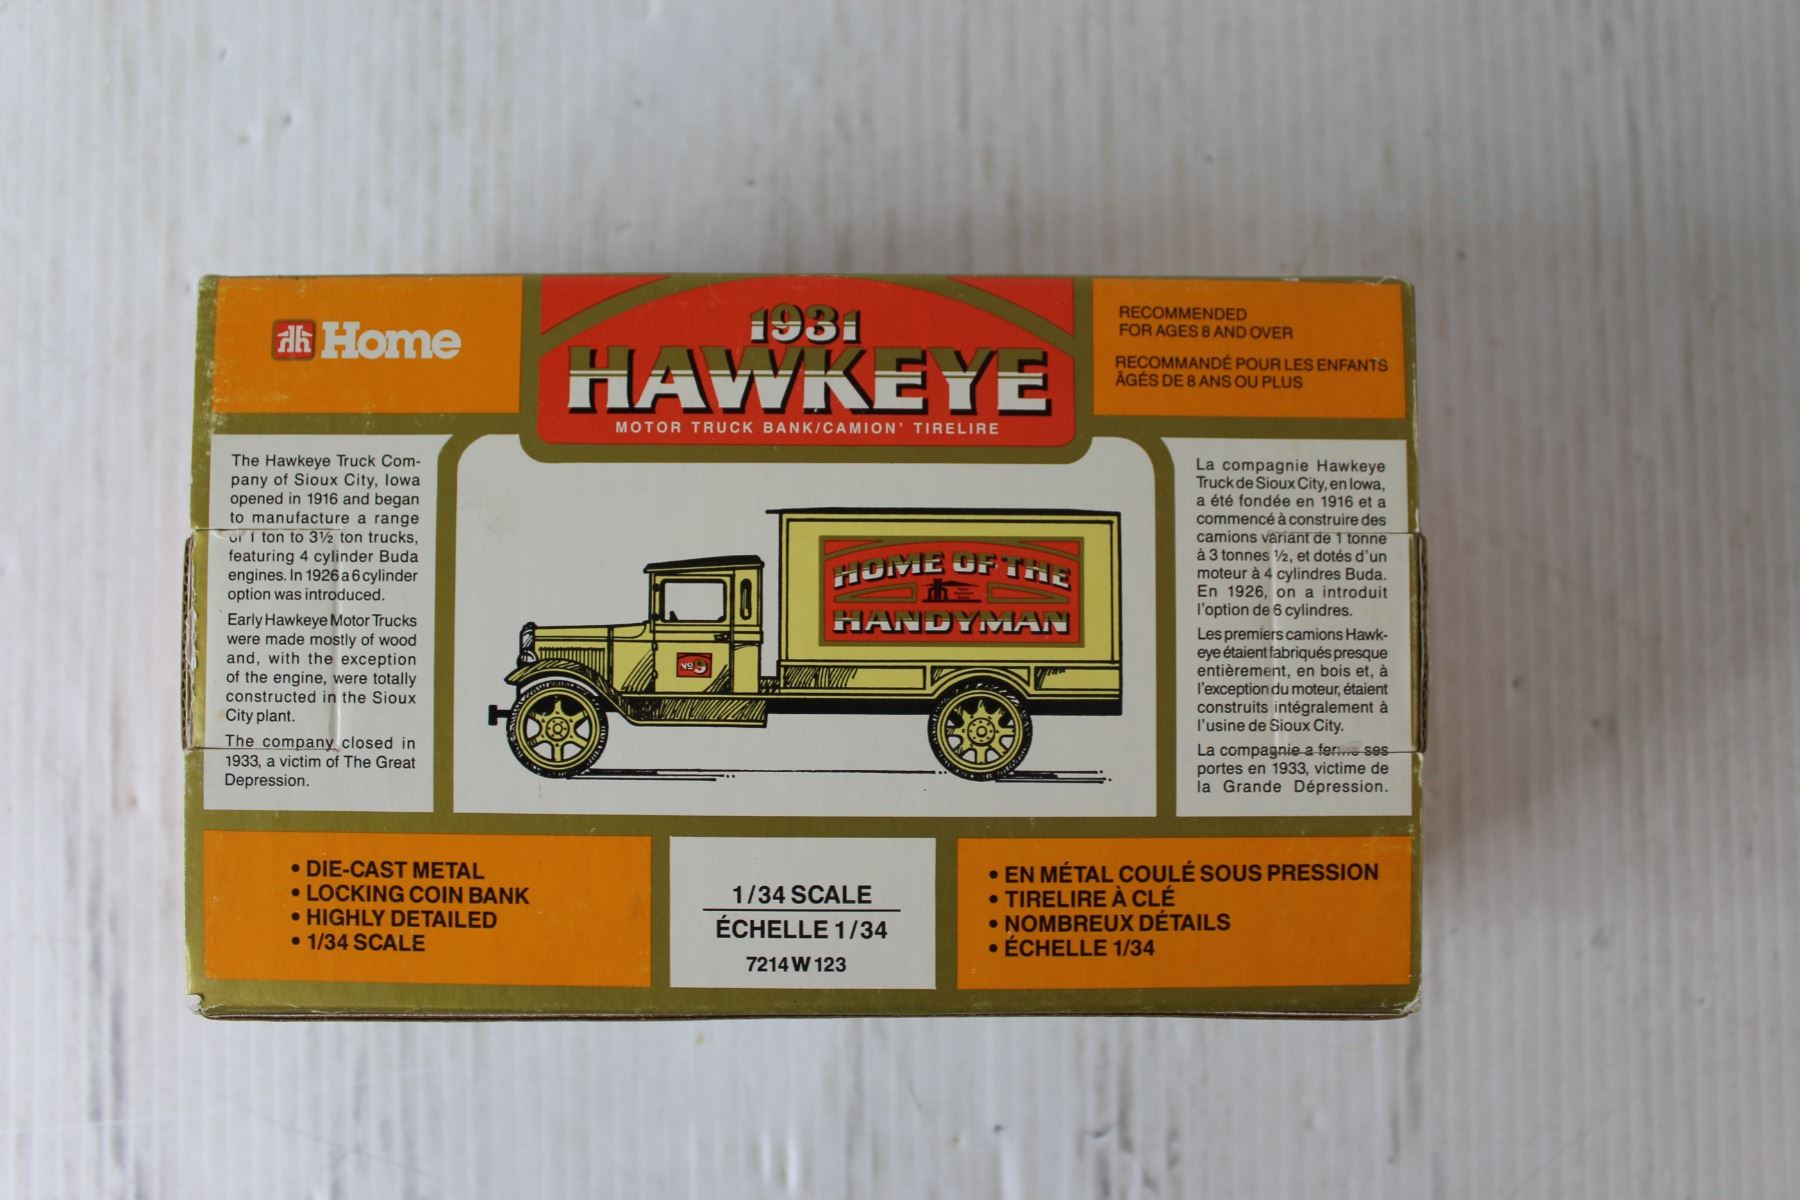 Home
1931
HAWKEYE
MOTOR TRUCK BANK/CAMION' TIRELIRE
RECOMMENDED
FOR AGES 8 AND OVER
RECOMMANDÉ POUR LES ENFANTS
ÂGÉS DE 8 ANS OU PLUS
The Hawkeye Truck Com-
pany of Sioux City, Iowa
opened in 1916 and began
to manufacture a range
of 1 ton to 3½ ton trucks,
featuring 4 cylinder Buda
engines. In 1926 a 6 cylinder
option was introduced.
Early Hawkeye Motor Trucks
were made mostly of wood
and, with the exception
of the engine, were totally
constructed in the Sioux
City plant.
The company closed in
1933, a victim of The Great
Depression.
HOME OF THE
HANDYMAN
No 9
La compagnie Hawkeye
Truck de Sioux City, en Iowa,
a été fondée en 1916 et a
commencé à construire des
camions variant de 1 tonne
à 3 tonnes ½, et dotés d'un
moteur à 4 cylindres Buda.
En 1926, on a introduit
l'option de 6 cylindres.
Les premiers camions Hawk-
eye étaient fabriqués presque
entièrement, en bois et, à
l'exception du moteur, étaient
construits intégralement à
l'usine de Sioux City.
La compagnie a fermé ses
portes en 1933, victime de
la Grande Dépression.
• DIE-CAST METAL
• LOCKING COIN BANK
• HIGHLY DETAILED
• 1/34 SCALE
1/34 SCALE
ÉCHELLE 1/34
7214 W 123
• EN MÉTAL COULÉ SOUS PRESSION
• TIRELIRE À CLÉ
• NOMBREUX DÉTAILS
• ÉCHELLE 1/34